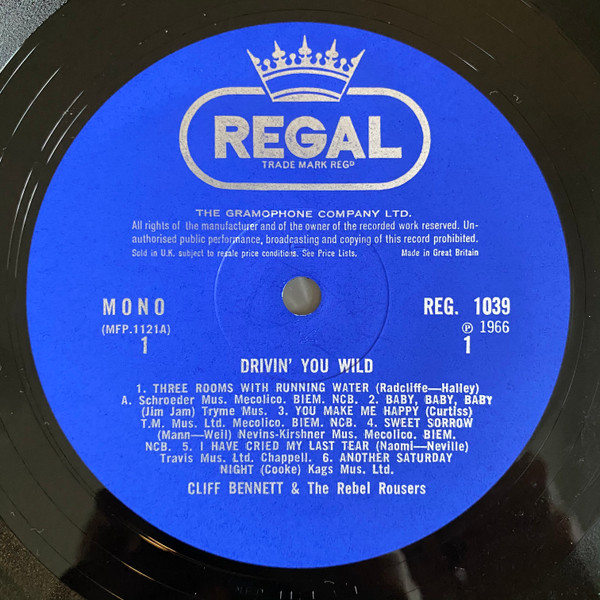 REGAL
TRADE MARK REGD
THE GRAMOPHONE COMPANY LTD.
All rights of the manufacturer and of the owner of the recorded work reserved. Un-
authorised public performance, broadcasting and copying of this record prohibited.
Sold in U.K. subject to resale price conditions. See Price Lists. Made in Great Britain
MONO REG. 1039
(MFP.1121A) Ⓟ 1966
1 1
DRIVIN' YOU WILD
1. THREE ROOMS WITH RUNNING WATER (Radcliffe—Halley)
A. Schroeder Mus. Mecolico. BIEM. NCB. 2. BABY, BABY, BABY
(Jim Jam) Tryme Mus. 3. YOU MAKE ME HAPPY (Curtiss)
T.M. Mus. Ltd. Mecolico. BIEM. NCB. 4. SWEET SORROW
(Mann—Weil) Nevins-Kirshner Mus. Mecolico. BIEM.
NCB. 5. I HAVE CRIED MY LAST TEAR (Naomi—Neville)
Travis Mus. Ltd. Chappell. 6. ANOTHER SATURDAY
NIGHT (Cooke) Kags Mus. Ltd.
CLIFF BENNETT & The Rebel Rousers